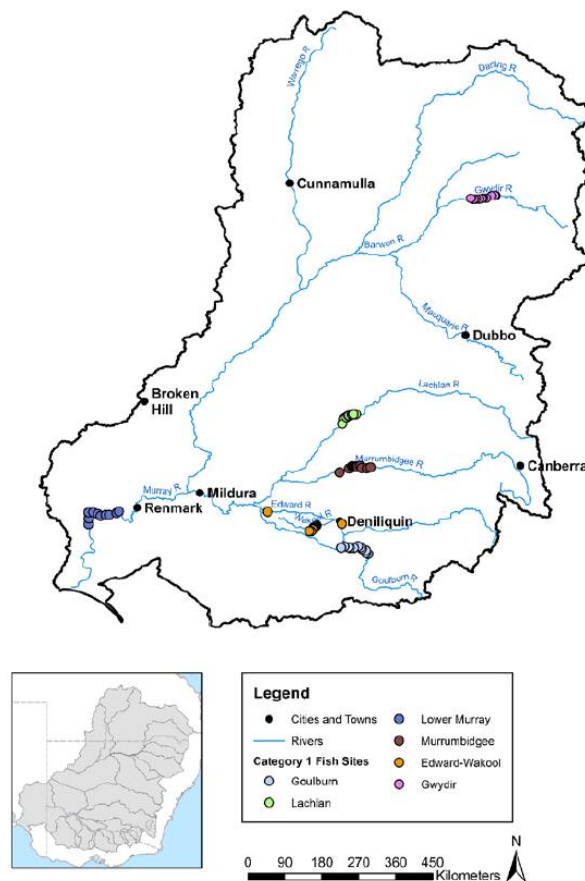 Warrego R
Darling R
Cunnamulla
Gwydir R
Barwon R
Macquarie R
Dubbo
Lachlan R
Broken
Hill
Murrumbidgee R
Canberra
Murray R
Mildura
Renmark
Edward R
Deniliquin
Goulburn R
Legend
Cities and Towns
Rivers
Category 1 Fish Sites
Goulburn
Lachlan
Lower Murray
Murrumbidgee
Edward-Wakool
Gwydir
N
0 90 180 270 360 450
Kilometers